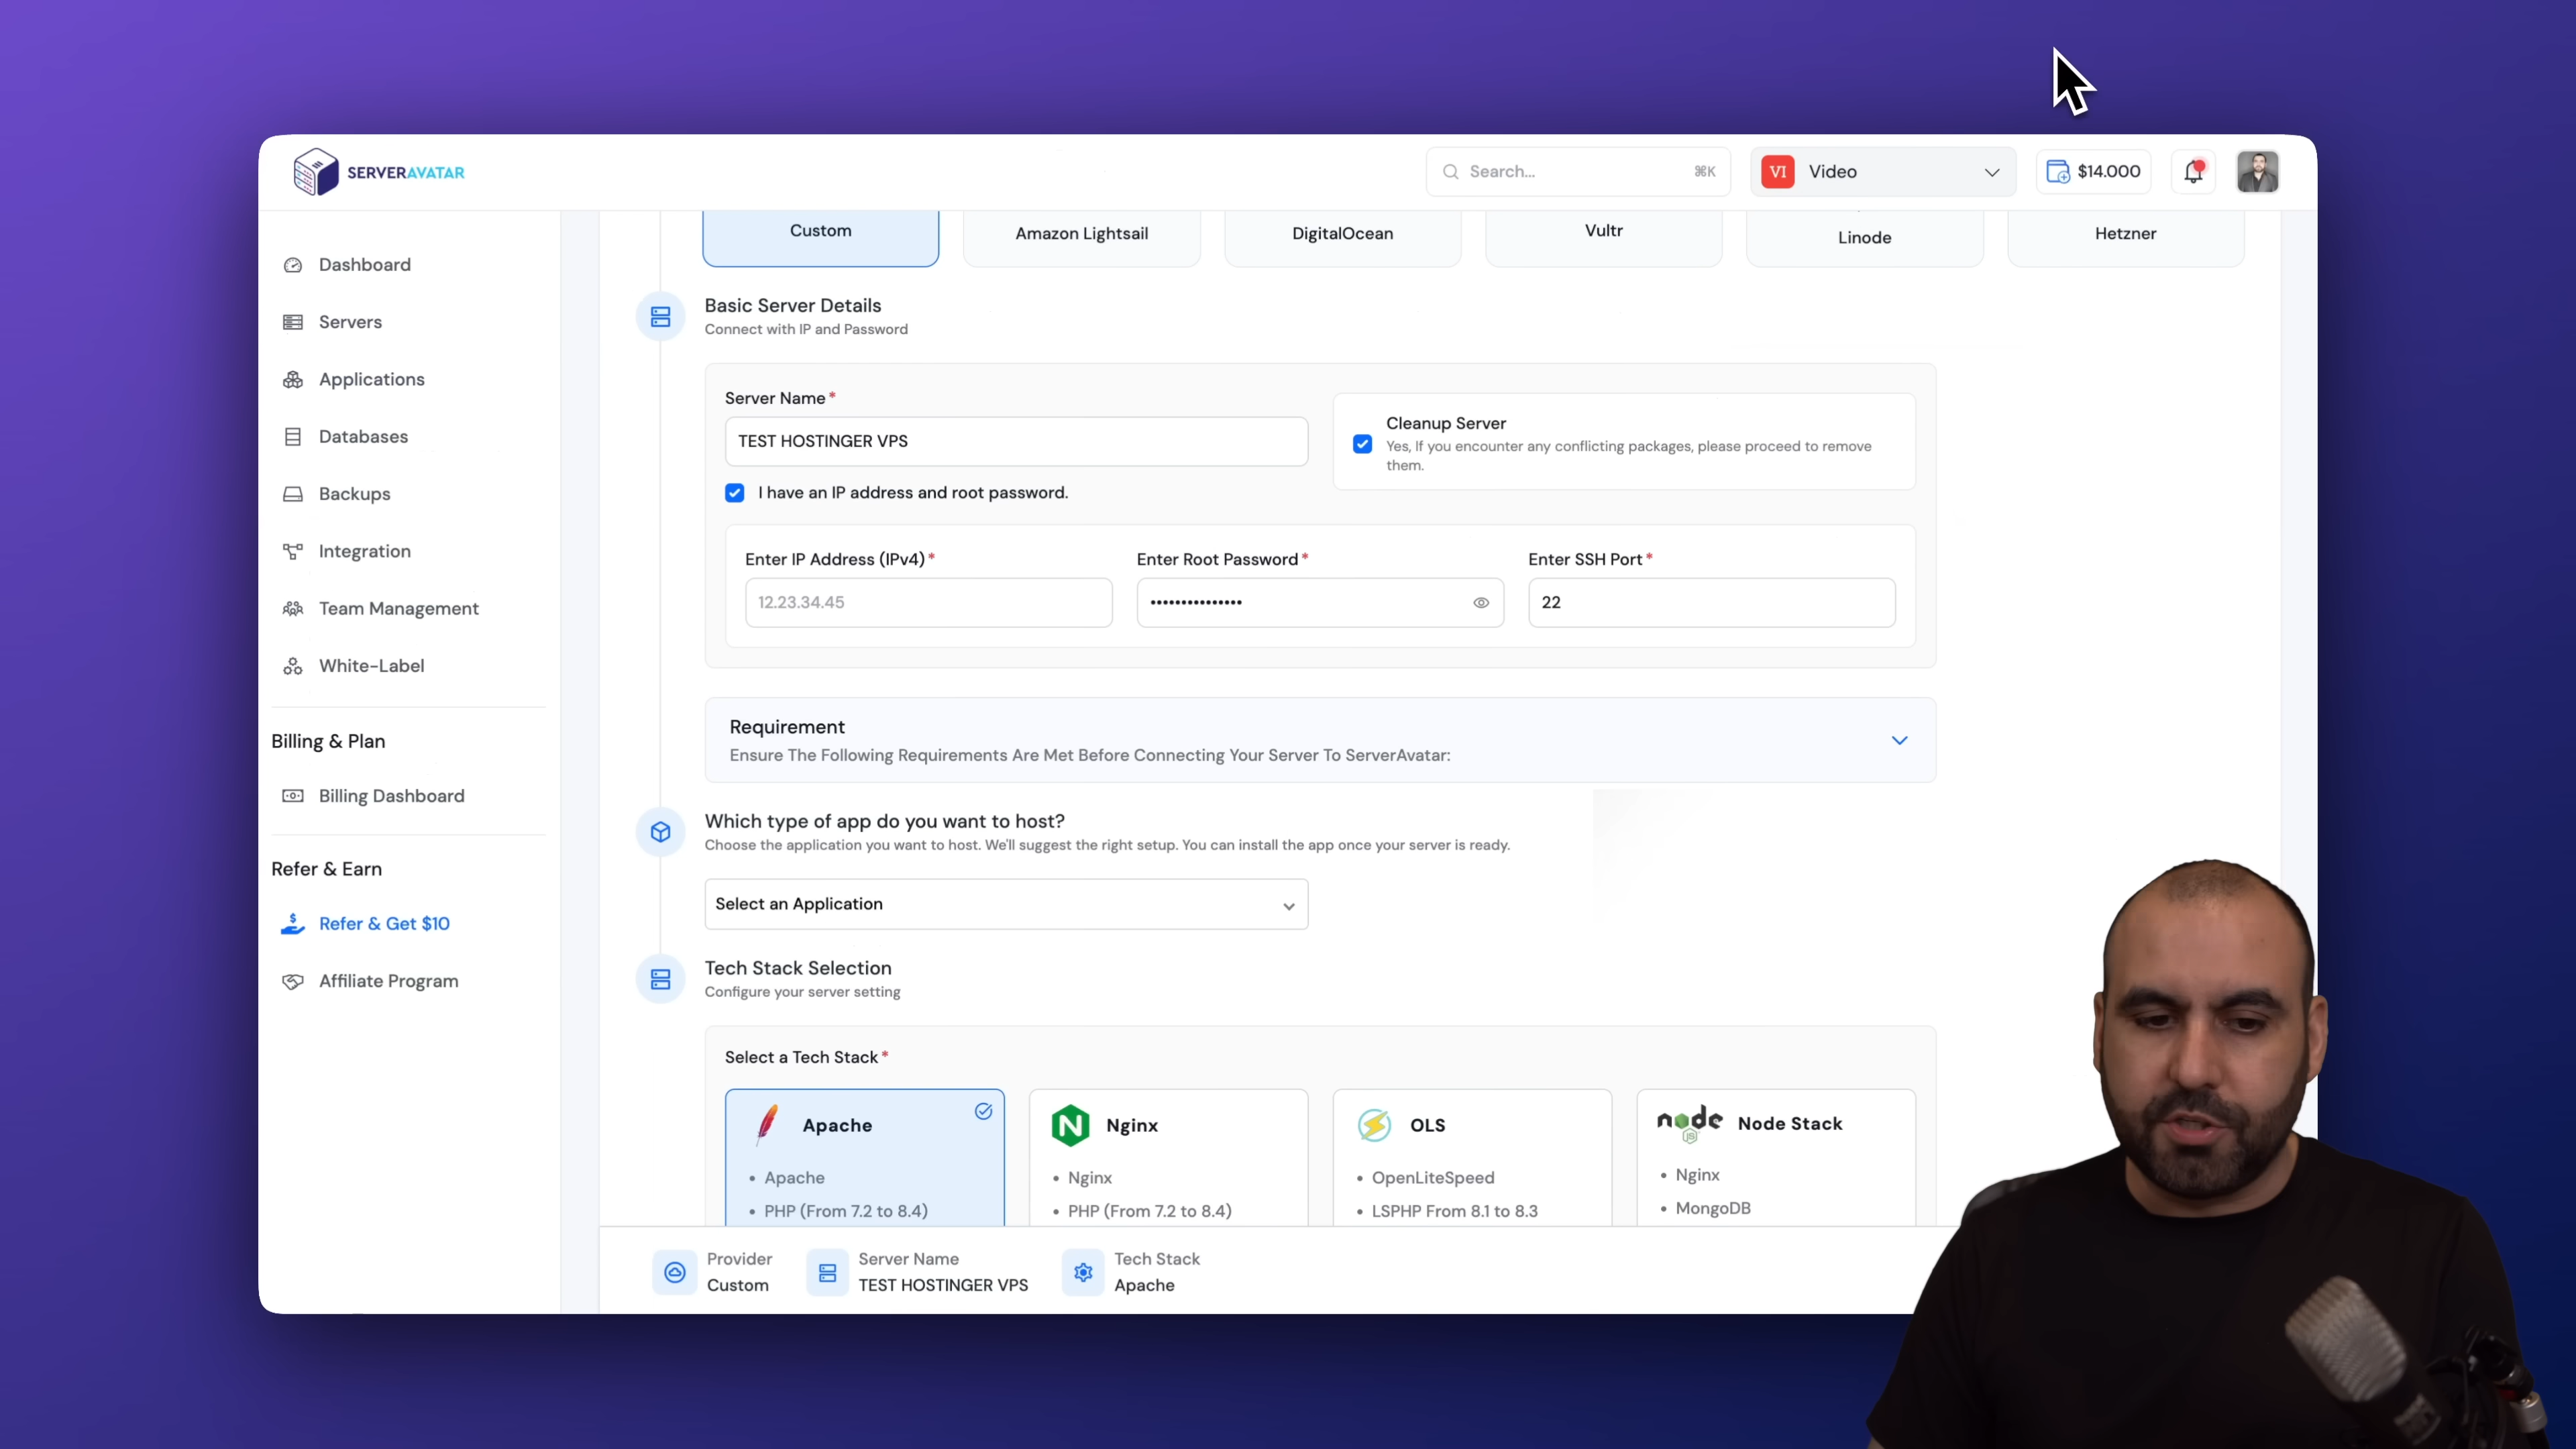 SERVERAVATAR
Search...
⌘K
VI
Video
$14.000
Dashboard
Servers
Applications
Databases
Backups
Integration
Team Management
White-Label
Billing & Plan
Billing Dashboard
Refer & Earn
Refer & Get $10
Affiliate Program
Custom
Amazon Lightsail
DigitalOcean
Vultr
Linode
Hetzner
Basic Server Details
Connect with IP and Password
Server Name*
TEST HOSTINGER VPS
Cleanup Server
Yes, If you encounter any conflicting packages, please proceed to remove
them.
I have an IP address and root password.
Enter IP Address (IPv4)*
12.23.34.45
Enter Root Password*
•••••••••••••••
Enter SSH Port*
22
Requirement
Ensure The Following Requirements Are Met Before Connecting Your Server To ServerAvatar:
Which type of app do you want to host?
Choose the application you want to host. We'll suggest the right setup. You can install the app once your server is ready.
Select an Application
Tech Stack Selection
Configure your server setting
Select a Tech Stack*
Apache
• Apache
• PHP (From 7.2 to 8.4)
N
Nginx
• Nginx
• PHP (From 7.2 to 8.4)
OLS
• OpenLiteSpeed
• LSPHP From 8.1 to 8.3
node
JS
Node Stack
• Nginx
• MongoDB
Provider
Custom
Server Name
TEST HOSTINGER VPS
Tech Stack
Apache